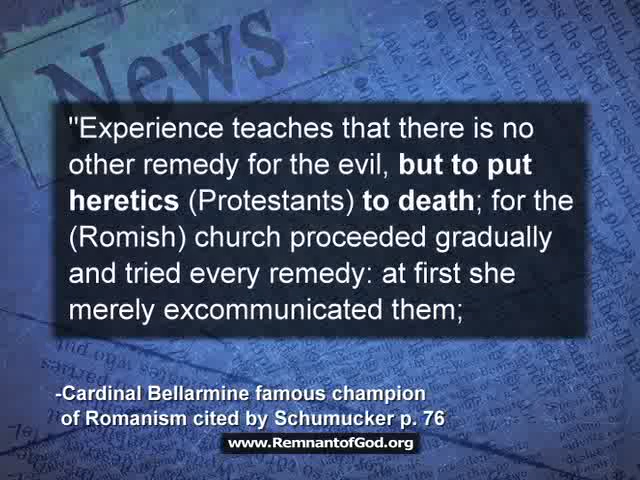 News
"Experience teaches that there is no
other remedy for the evil, but to put
heretics (Protestants) to death; for the
(Romish) church proceeded gradually
and tried every remedy: at first she
merely excommunicated them;
-Cardinal Bellarmine famous champion
of Romanism cited by Schumucker p. 76
www.RemnantofGod.org